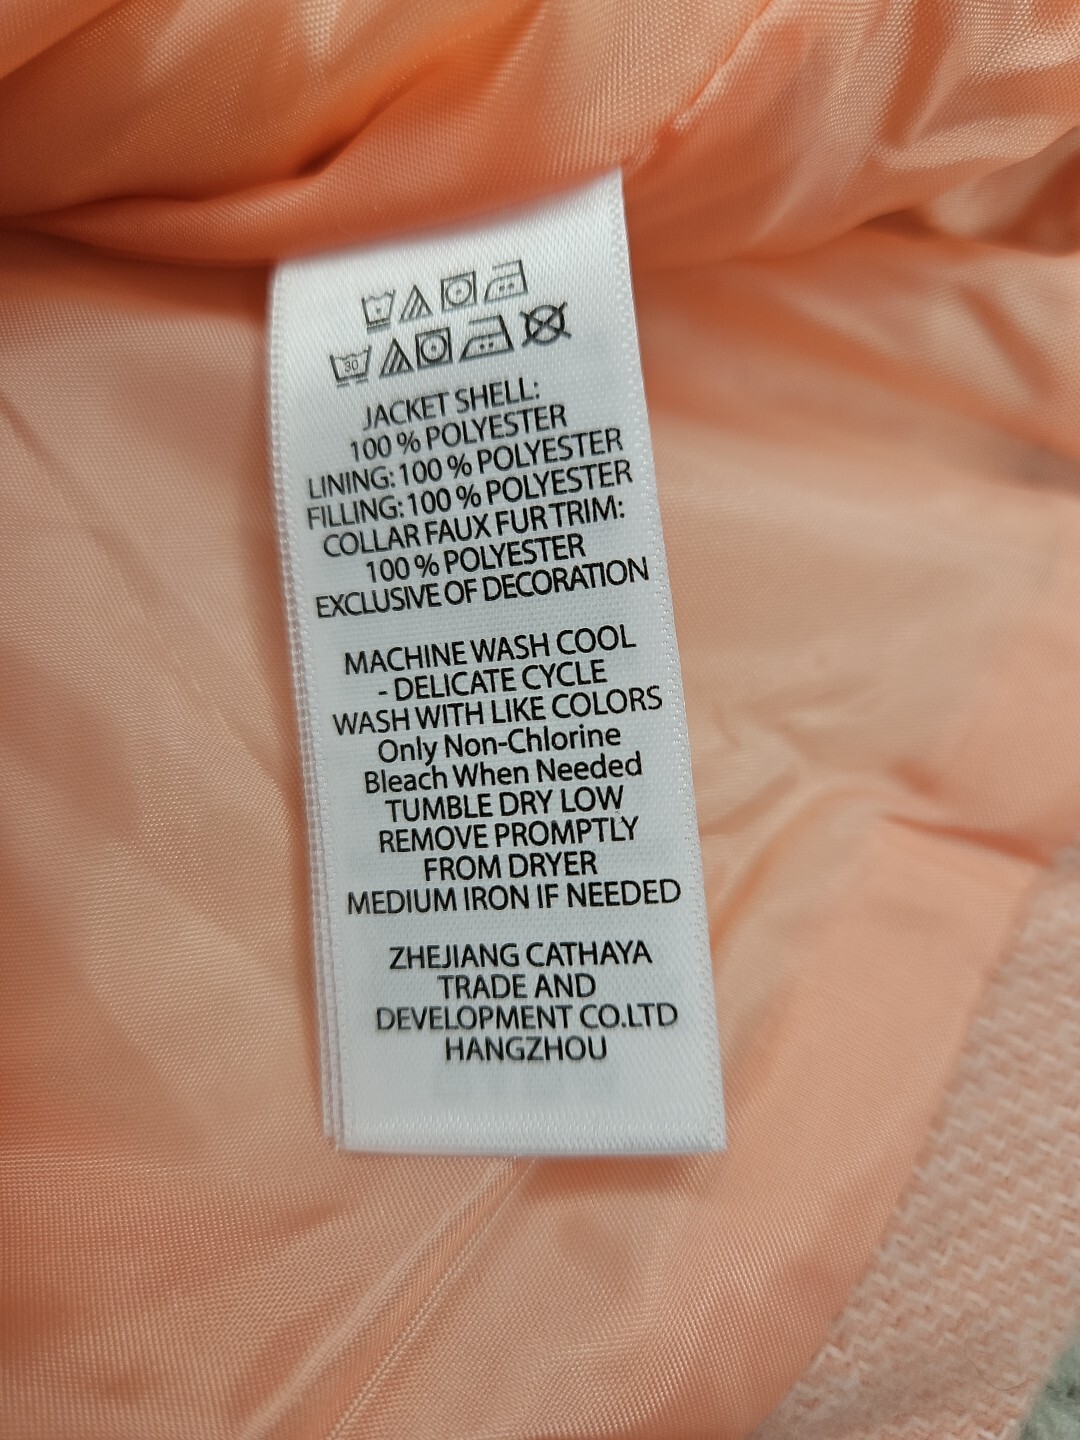 30
JACKET SHELL:
100 % POLYESTER
LINING: 100 % POLYESTER
FILLING: 100 % POLYESTER
COLLAR FAUX FUR TRIM:
100 % POLYESTER
EXCLUSIVE OF DECORATION
MACHINE WASH COOL
- DELICATE CYCLE
WASH WITH LIKE COLORS
Only Non-Chlorine
Bleach When Needed
TUMBLE DRY LOW
REMOVE PROMPTLY
FROM DRYER
MEDIUM IRON IF NEEDED
ZHEJIANG CATHAYA
TRADE AND
DEVELOPMENT CO.LTD
HANGZHOU